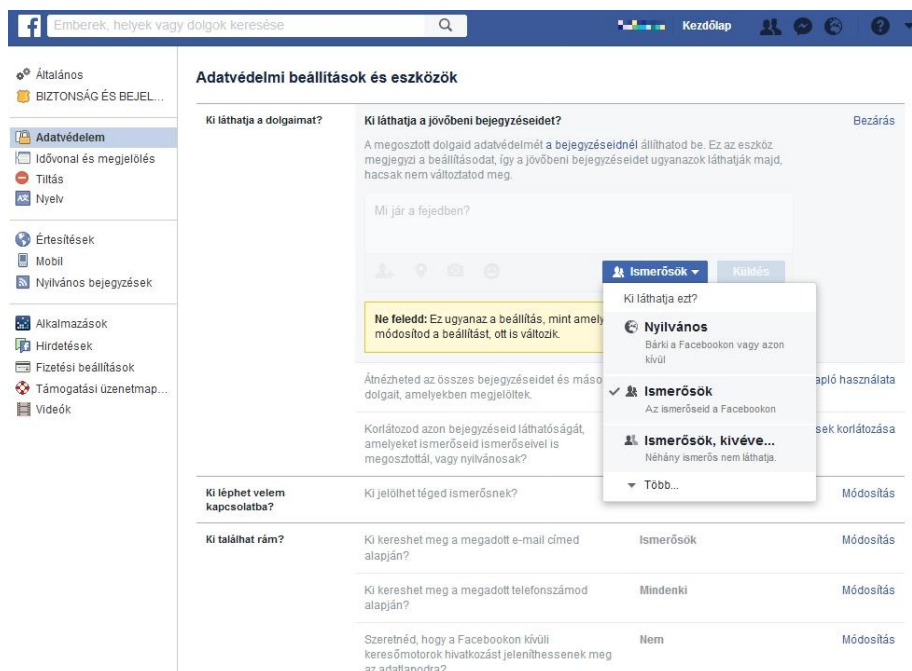 f
Emberek, helyek vagy dolgok keresése
Kezdőlap
?
Általános
BIZTONSÁG ÉS BEJEL...
Adatvédelem
Idővonal és megjelölés
Tiltás
Nyelv
Értesítések
Mobil
Nyilvános bejegyzések
Alkalmazások
Hirdetések
Fizetési beállítások
Támogatási üzenetmap...
Videók
Adatvédelmi beállítások és eszközök
Ki láthatja a dolgaimat?
Ki láthatja a jövőbeni bejegyzéseidet?
Bezárás
A megosztott dolgaid adatvédelmét a bejegyzéseidnél állíthatod be. Ez az eszköz
megjegyzi a beállításodat, így a jövőbeni bejegyzéseidet ugyanazok láthatják majd,
hacsak nem változtatod meg.
Mi jár a fejedben?
Ismerősök
Küldés
Ne feledd: Ez ugyanaz a beállítás, mint amely
módosítod a beállítást, ott is változik.
Ki láthatja ezt?
Nyilvános
Bárki a Facebookon vagy azon
kívül
Ismerősök
Az ismerőseid a Facebookon
Ismerősök, kivéve...
Néhány ismerős nem láthatja.
Több...
Átnézheted az összes bejegyzéseidet és máso
dolgait, amelyekben megjelöltek.
apló használata
Korlátozod azon bejegyzéseid láthatóságát,
amelyeket ismerőseid ismerőseivel is
megosztottál, vagy nyilvánosak?
sek korlátozása
Ki léphet velem
kapcsolatba?
Ki jelölhet téged ismerősnek?
Módosítás
Ki találhat rám?
Ki kereshet meg a megadott e-mail címed
alapján?
Ismerősök
Módosítás
Ki kereshet meg a megadott telefonszámod
alapján?
Mindenki
Módosítás
Szeretnéd, hogy a Facebookon kívüli
keresőmotorok hivatkozást jeleníthessenek meg
az adatlapodra?
Nem
Módosítás